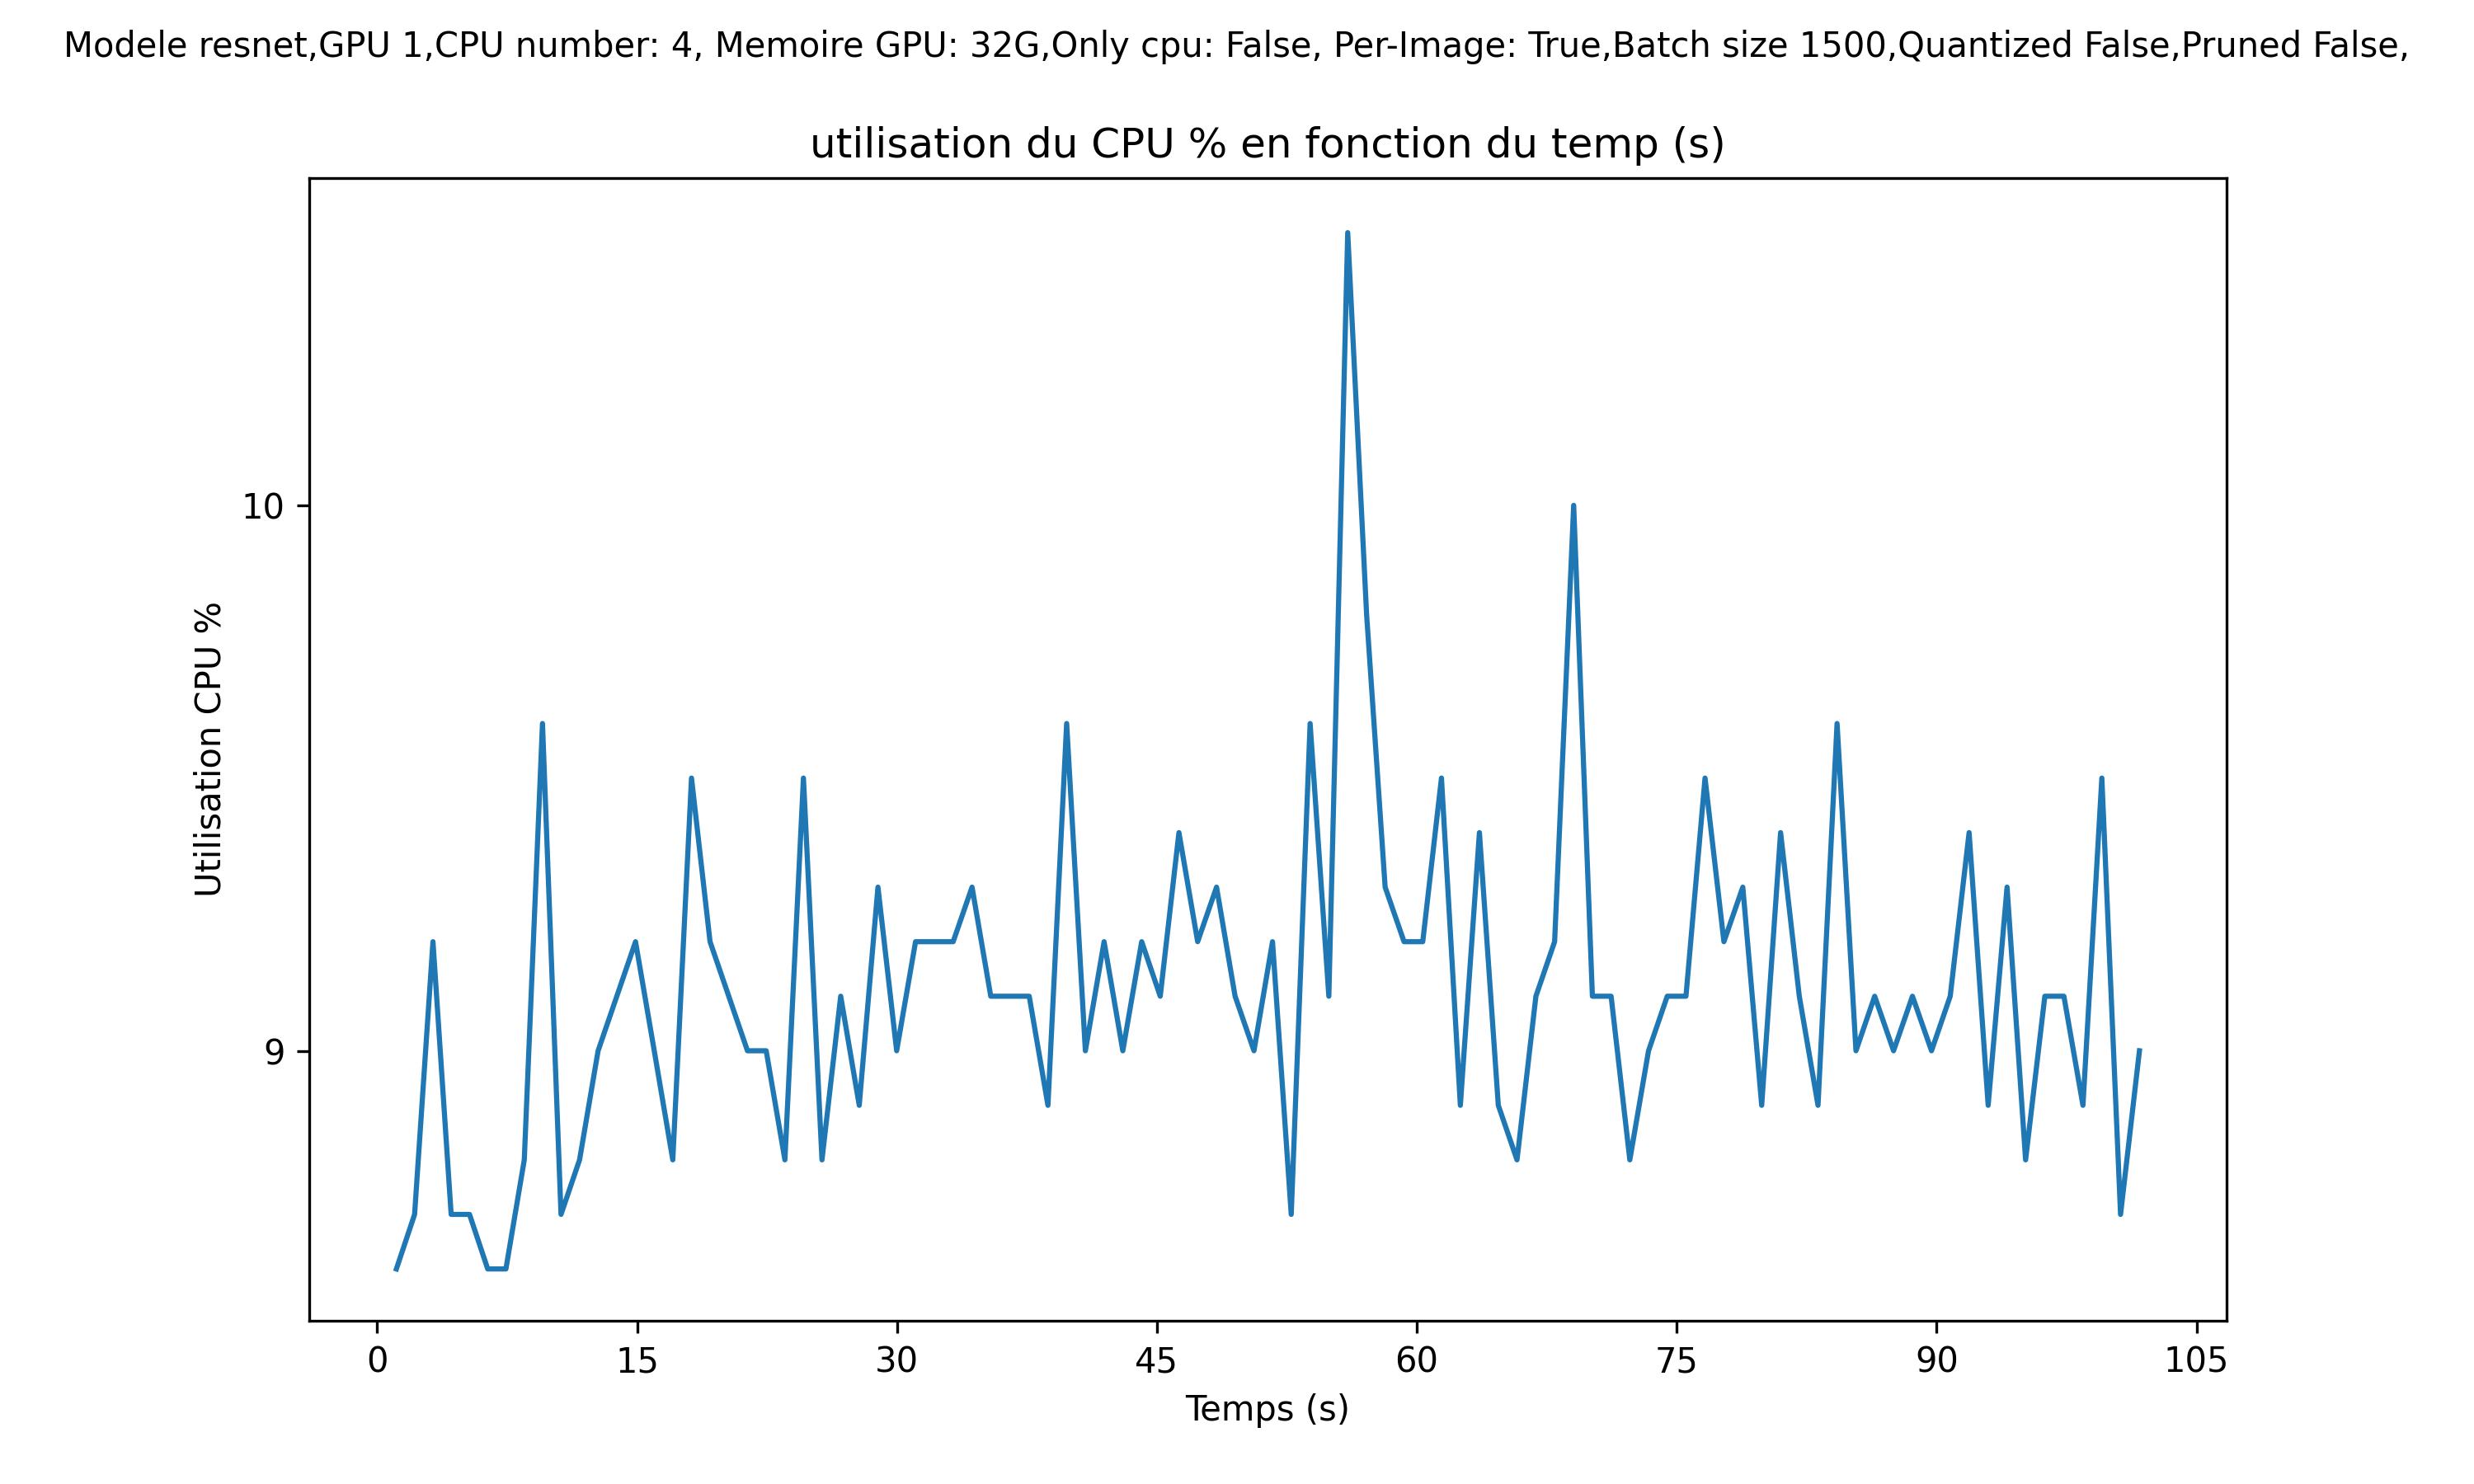 Modele resnet,GPU 1,CPU number: 4, Memoire GPU: 32G,Only cpu: False, Per-Image: True,Batch size 1500,Quantized False,Pruned False,
utilisation du CPU % en fonction du temp (s)
Utilisation CPU %
10
9
0 15 30 45 60 75 90 105
Temps (s)